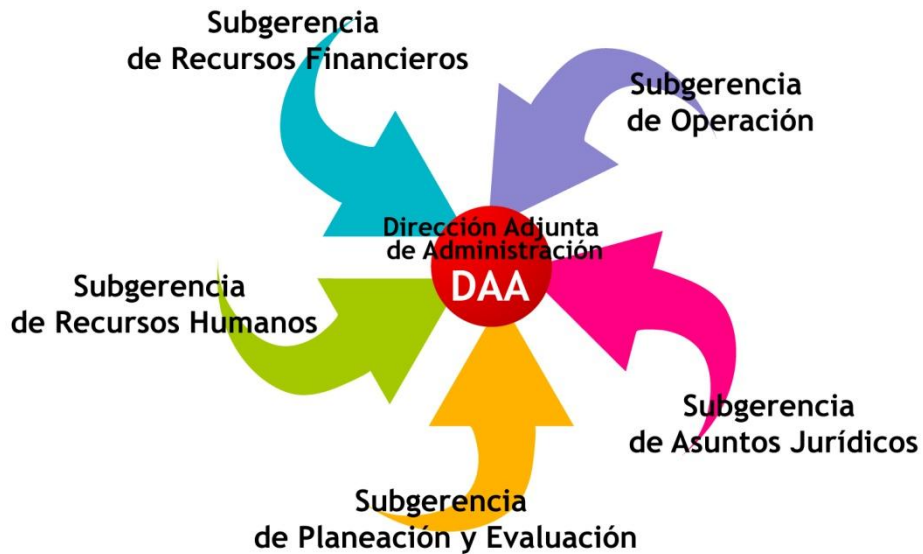 Subgerencia
de Recursos Financieros
Subgerencia
de Operación
Dirección Adjunta
de Administración
DAA
Subgerencia
de Recursos Humanos
Subgerencia
de Asuntos Jurídicos
Subgerencia
de Planeación y Evaluación